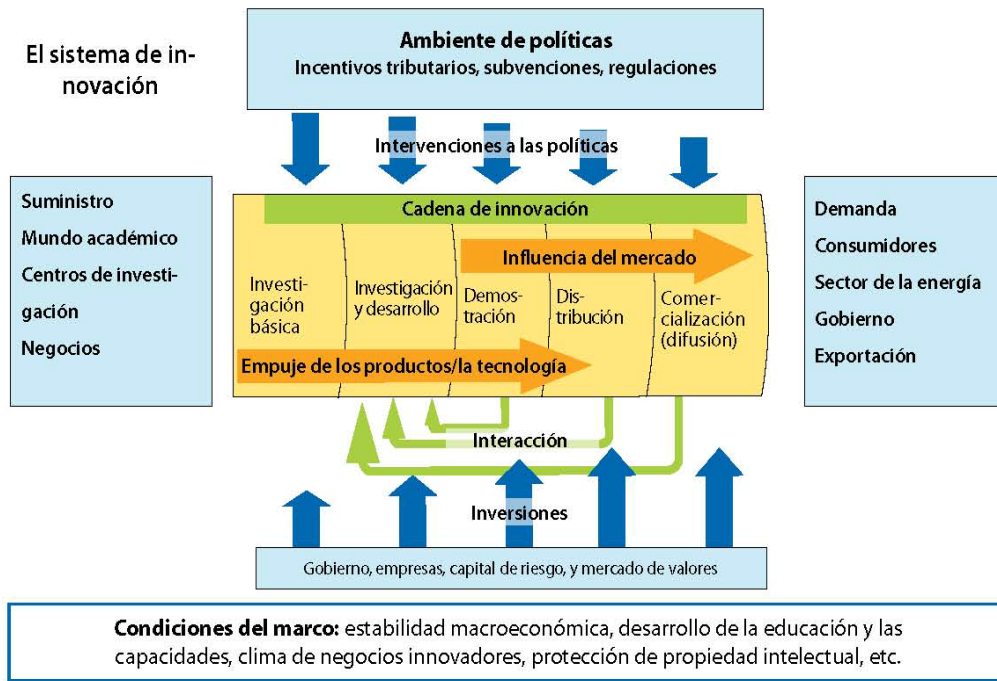 El sistema de in-
novación
Ambiente de políticas
Incentivos tributarios, subvenciones, regulaciones
Intervenciones a las políticas
Suministro
Mundo académico
Centros de investi-
gación
Negocios
Cadena de innovación
Influencia del mercado
Investi-
gación
básica
Investigación
y desarrollo
Demos-
tración
Dis-
tribución
Comer-
cialización
(difusión)
Empuje de los productos/la tecnología
Demanda
Consumidores
Sector de la energía
Gobierno
Exportación
Interacción
Inversiones
Gobierno, empresas, capital de riesgo, y mercado de valores
Condiciones del marco: estabilidad macroeconómica, desarrollo de la educación y las
capacidades, clima de negocios innovadores, protección de propiedad intelectual, etc.